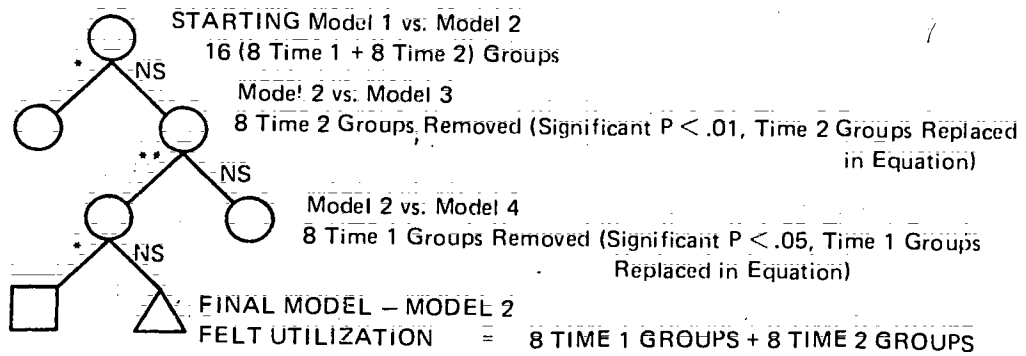 STARTING Model 1 vs. Model 2
16 (8 Time 1 + 8 Time 2) Groups
* NS
Model 2 vs. Model 3
8 Time 2 Groups Removed (Significant P < .01, Time 2 Groups Replaced
in Equation)
** NS
Model 2 vs. Model 4
8 Time 1 Groups Removed (Significant P < .05, Time 1 Groups
Replaced in Equation)
* NS
FINAL MODEL – MODEL 2
FELT UTILIZATION = 8 TIME 1 GROUPS + 8 TIME 2 GROUPS